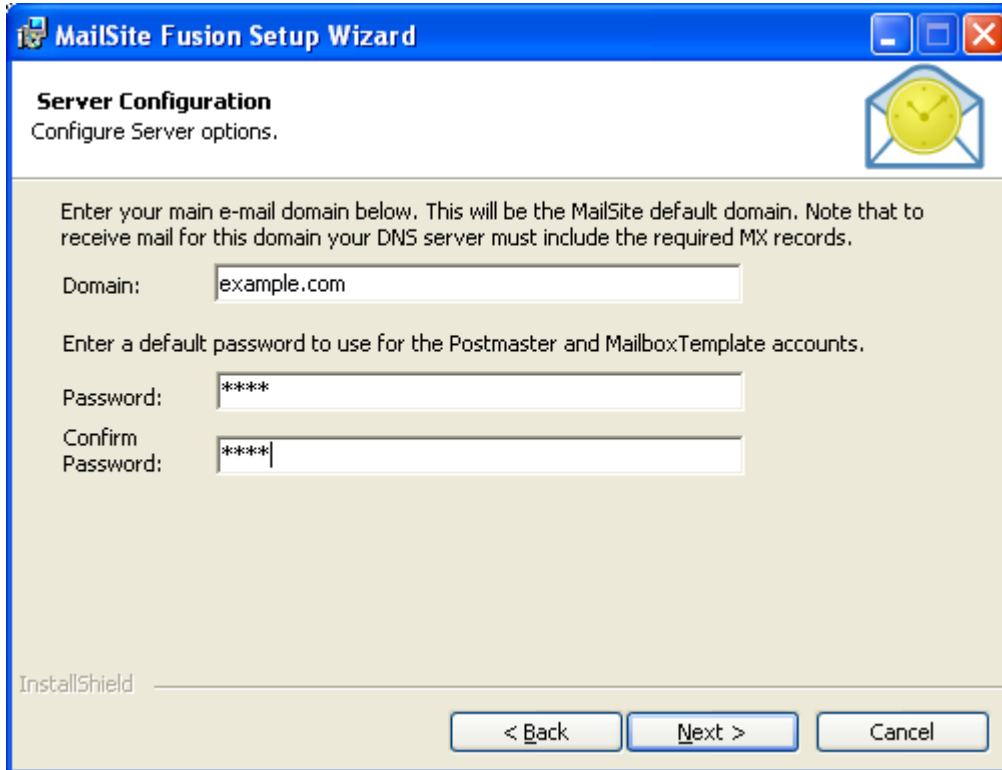 MailSite Fusion Setup Wizard
Server Configuration
Configure Server options.
Enter your main e-mail domain below. This will be the MailSite default domain. Note that to
receive mail for this domain your DNS server must include the required MX records.
Domain: example.com
Enter a default password to use for the Postmaster and MailboxTemplate accounts.
Password: ****
Confirm
Password: ****
InstallShield
< Back Next > Cancel